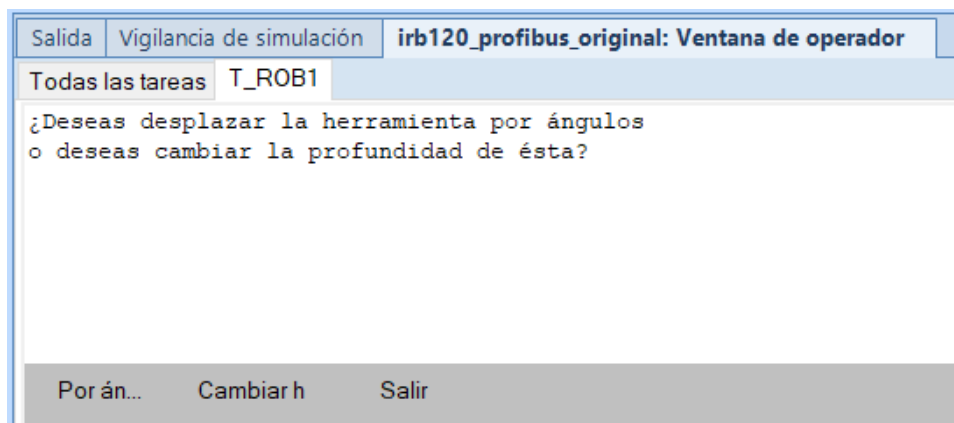 Salida Vigilancia de simulación irb120_profibus_original: Ventana de operador
Todas las tareas T_ROB1
¿Deseas desplazar la herramienta por ángulos
o deseas cambiar la profundidad de ésta?
Por án... Cambiar h Salir